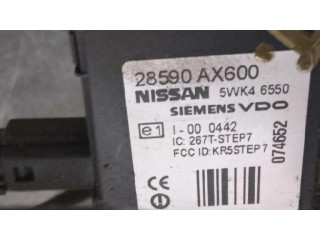 28590 AX600
NISSAN 5WK4 6550
SIEMENS VDO
e1 I-00 0442
IC: 267T-STEP7
FCC ID: KR5STEP7
074652
CE